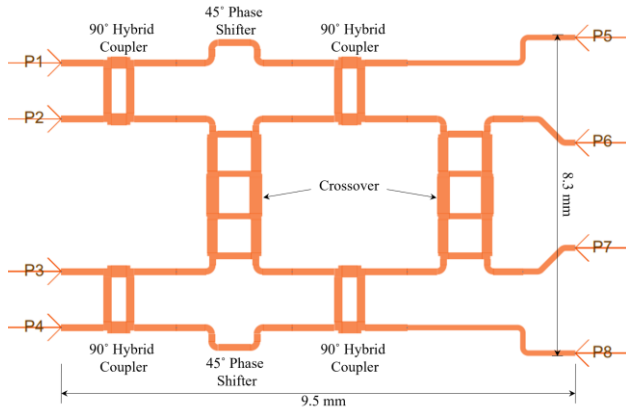 90˚ Hybrid
Coupler
45˚ Phase
Shifter
90˚ Hybrid
Coupler
P1
P5
P2
P6
Crossover
8.3 mm
P3
P7
P4
P8
90˚ Hybrid
Coupler
45˚ Phase
Shifter
90˚ Hybrid
Coupler
9.5 mm